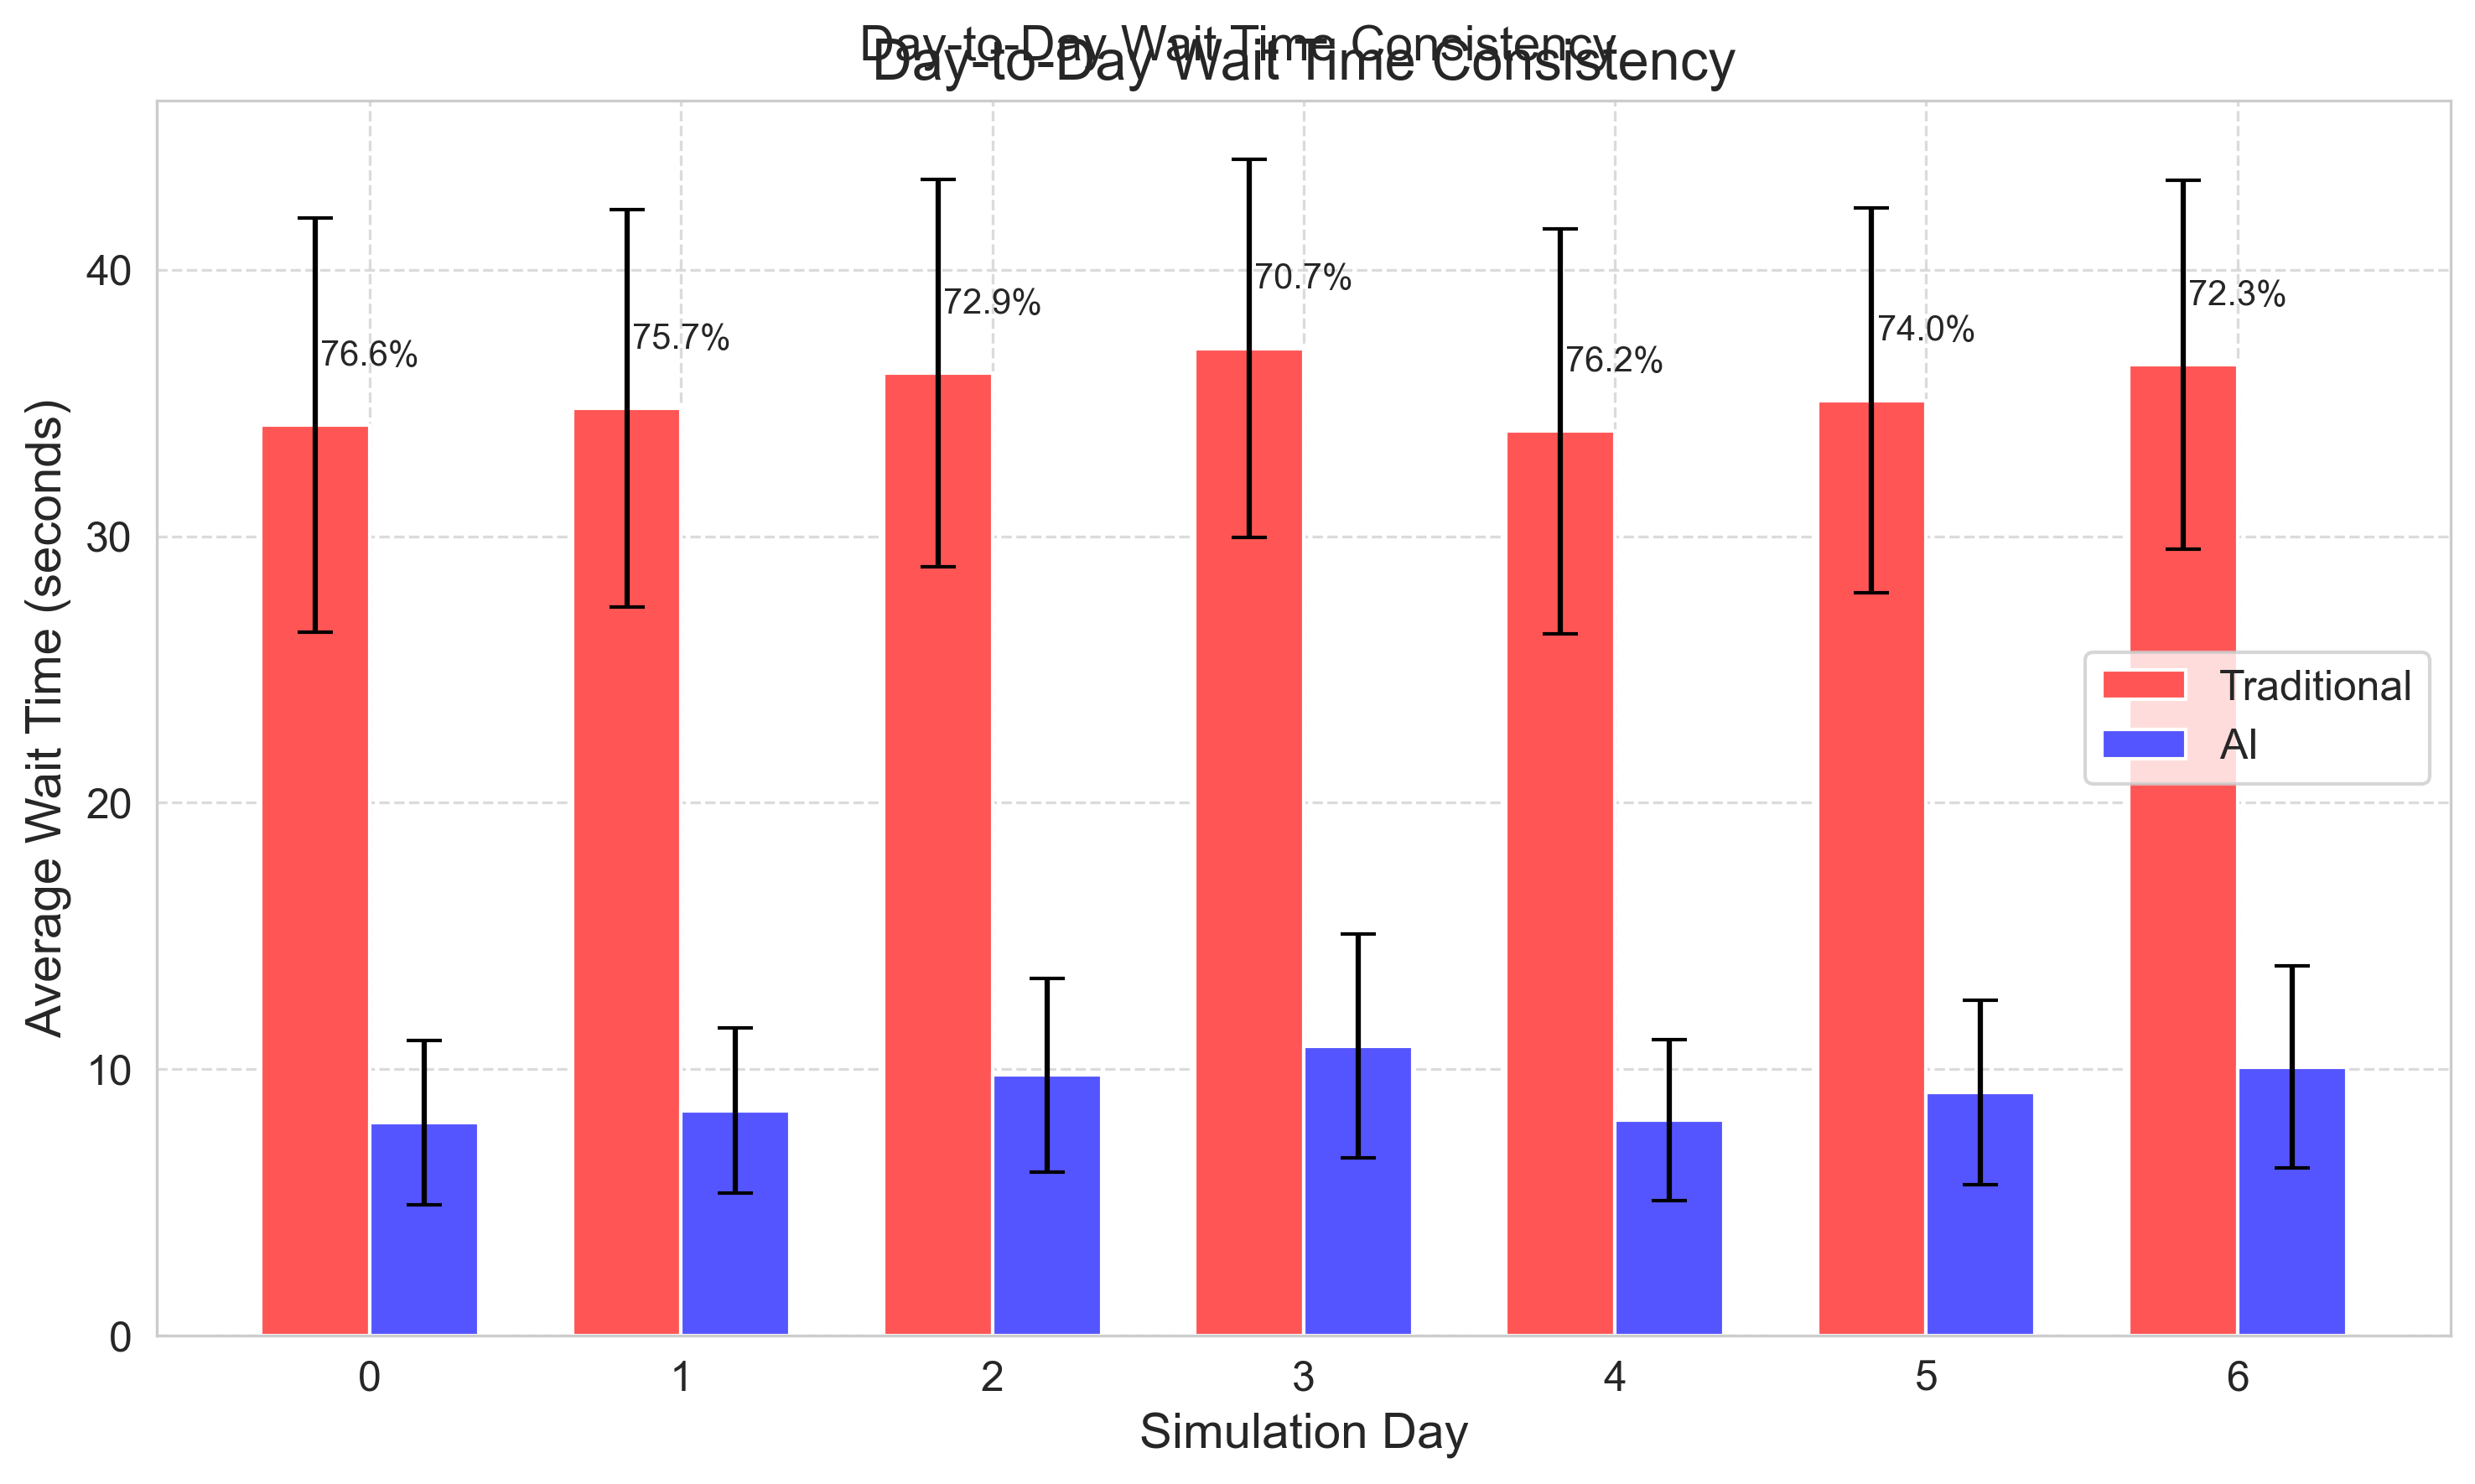 Day-to-Day Wait Time Consistency
Day-to-Day Wait Time Consistency
Average Wait Time (seconds)
40
30
20
10
0
76.6%
75.7%
72.9%
70.7%
76.2%
74.0%
72.3%
Traditional
AI
0 1 2 3 4 5 6
Simulation Day